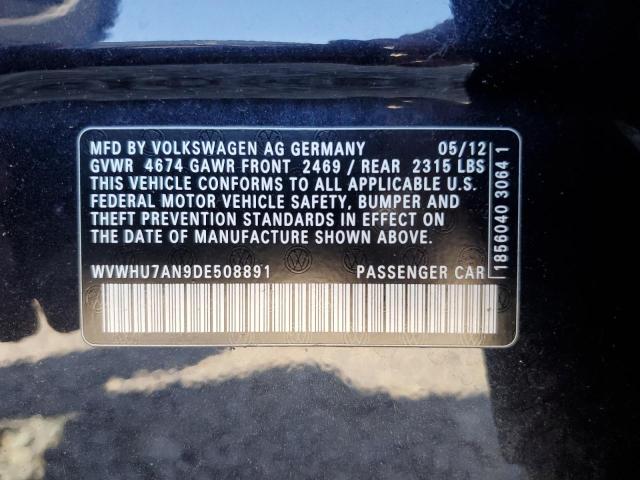 MFD BY VOLKSWAGEN AG GERMANY 05/12
GVWR 4674 GAWR FRONT 2469 / REAR 2315 LBS
THIS VEHICLE CONFORMS TO ALL APPLICABLE U.S.
FEDERAL MOTOR VEHICLE SAFETY, BUMPER AND
THEFT PREVENTION STANDARDS IN EFFECT ON
THE DATE OF MANUFACTURE SHOWN ABOVE.
WVWHU7AN9DE508891 PASSENGER CAR
1856040 3064 1